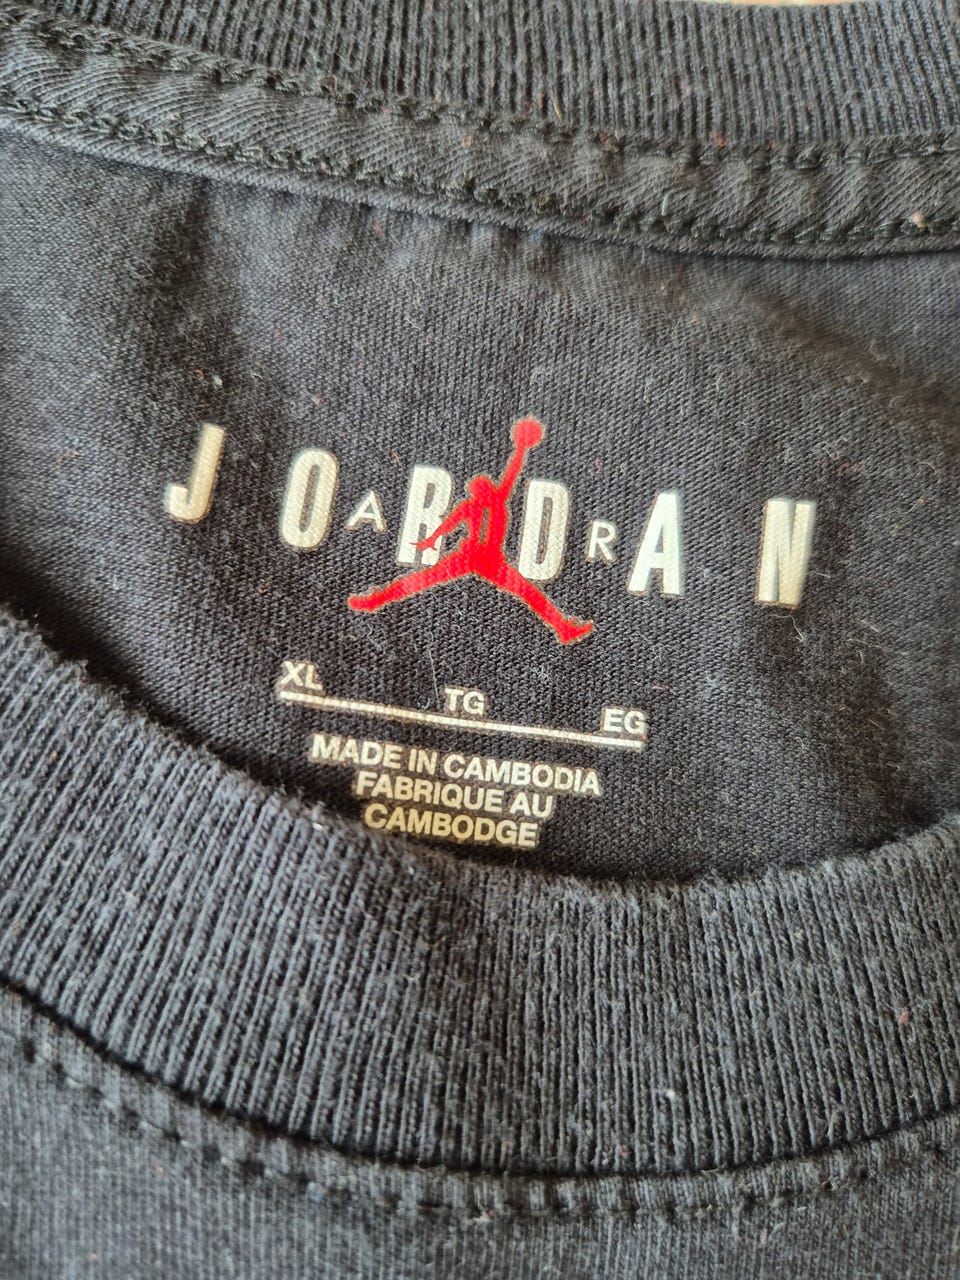 JORDAN
AIR
XL TG EG
MADE IN CAMBODIA
FABRIQUE AU
CAMBODGE